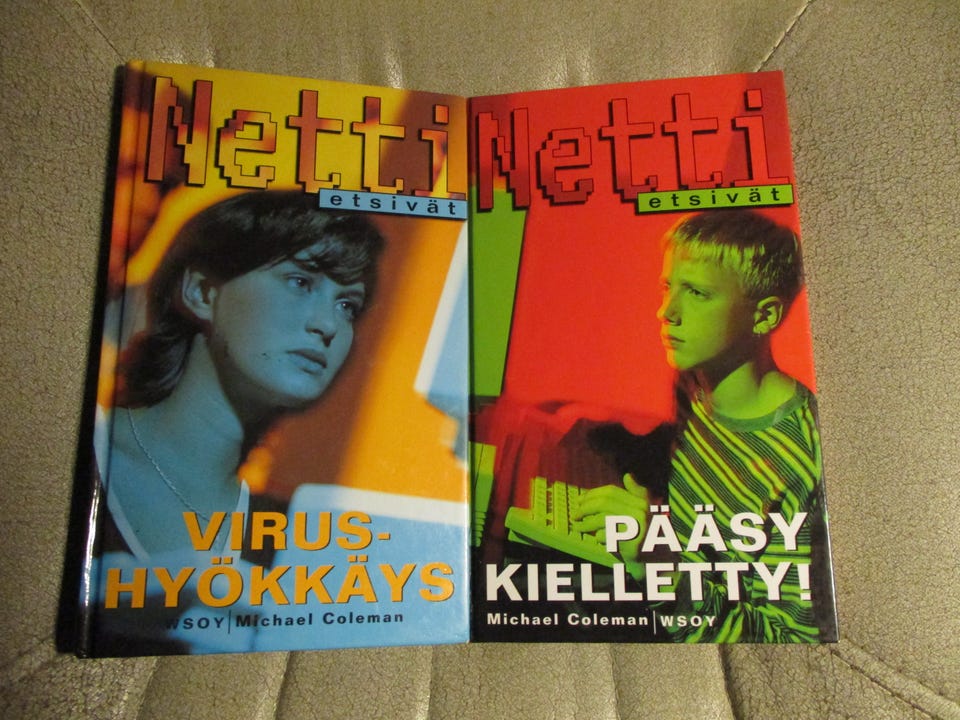 Netti
etsivät
VIRUS-
HYÖKKÄYS
WSOY|Michael Coleman
Netti
etsivät
PÄÄSY
KIELLETTY!
Michael Coleman|WSOY